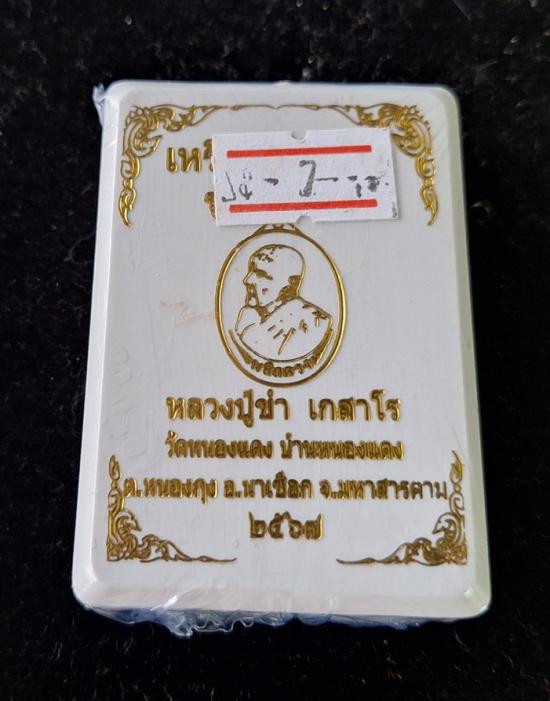 หลวงปู่ขำ เกสาโร
วัดหนองแดง บ้านหนองแดง
ต.หนองกุง อ.นาเชือก จ.มหาสารคาม
๒๕๖๗